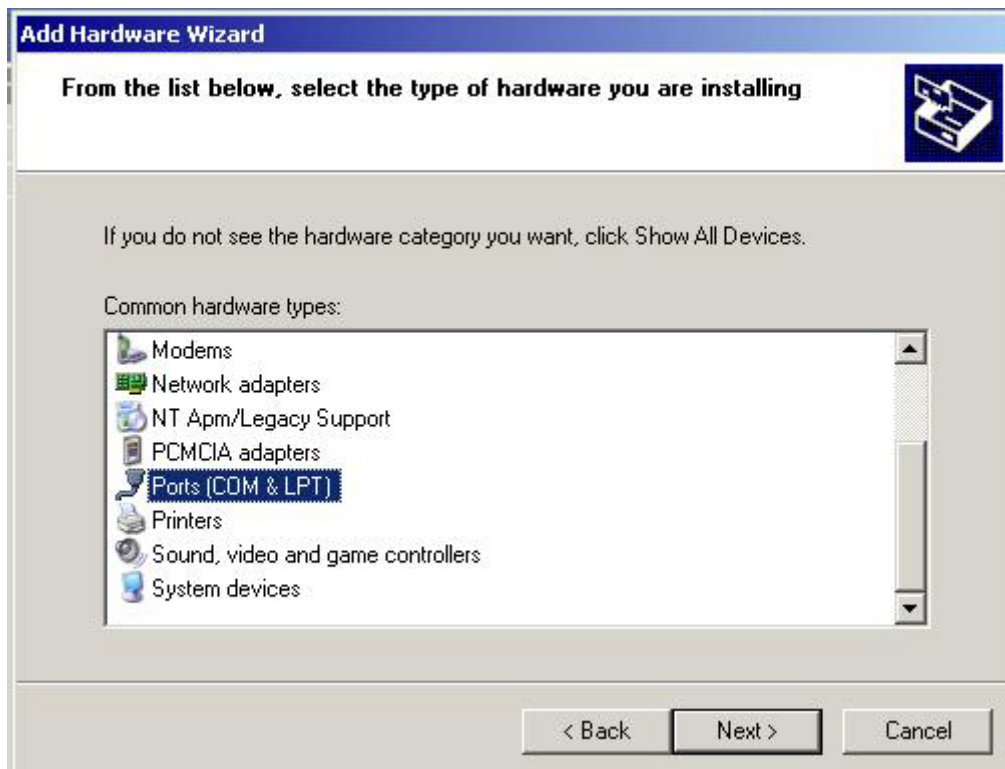 Add Hardware Wizard
From the list below, select the type of hardware you are installing
If you do not see the hardware category you want, click Show All Devices.
Common hardware types:
Modems
Network adapters
NT Apm/Legacy Support
PCMCIA adapters
Ports (COM & LPT)
Printers
Sound, video and game controllers
System devices
< Back Next > Cancel